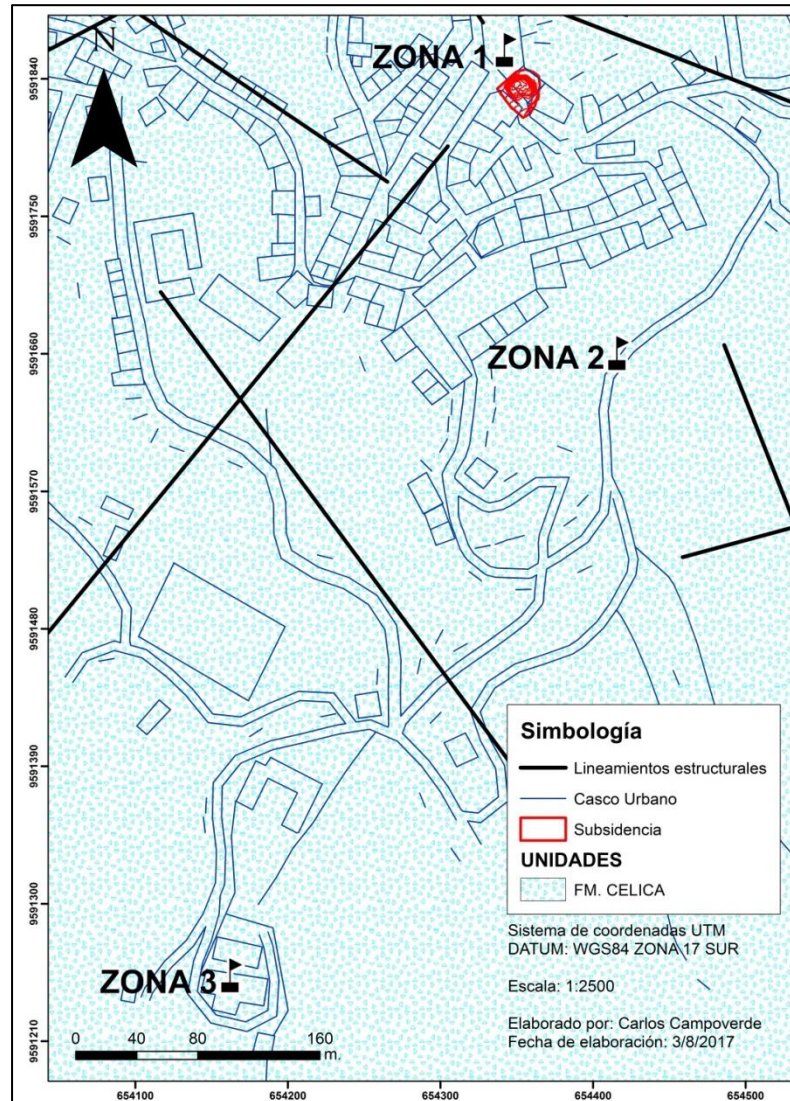 N
ZONA 1
9591840
9591750
9591660
9591570
9591480
9591390
9591300
9591210
ZONA 2
ZONA 3
Simbología
Lineamientos estructurales
Casco Urbano
Subsidencia
UNIDADES
FM. CELICA
Sistema de coordenadas UTM
DATUM: WGS84 ZONA 17 SUR
Escala: 1:2500
Elaborado por: Carlos Campoverde
Fecha de elaboración: 3/8/2017
0 40 80 160
m.
654100 654200 654300 654400 654500